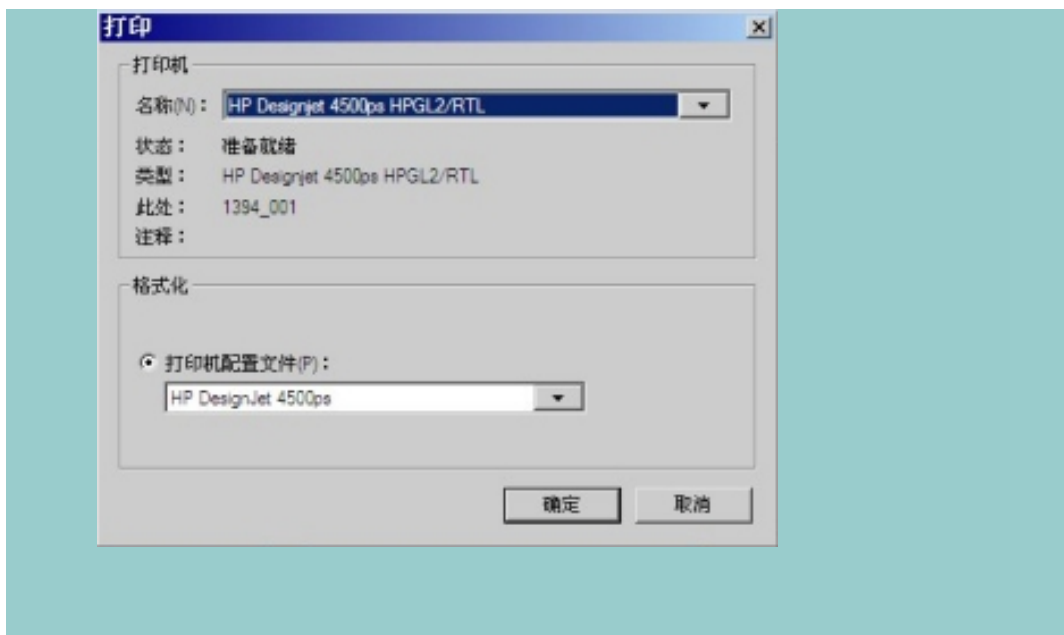 打印
打印机
名称(N)： HP Designjet 4500ps HPGL2/RTL
状态： 准备就绪
类型： HP Designjet 4500ps HPGL2/RTL
此处： 1394_001
注释：
格式化
打印机配置文件(P)：
HP DesignJet 4500ps
确定 取消